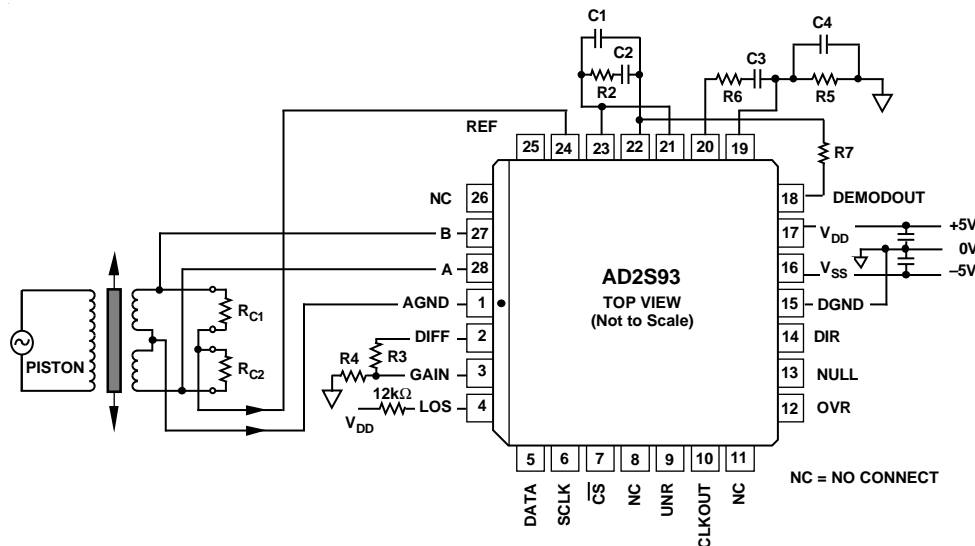 C1
C2
R2
C3
R6
C4
R5
R7
REF
25
24
23
22
21
20
19
NC
26
B
27
A
28
AGND
1
DIFF
2
GAIN
3
LOS
4
R4
R3
12kΩ
VDD
PISTON
RC1
RC2
AD2S93
TOP VIEW
(Not to Scale)
18
DEMODOUT
17
VDD
+5V
0V
16
VSS
–5V
15
DGND
14
DIR
13
NULL
12
OVR
5
6
7
8
9
10
11
DATA
SCLK
CS
NC
UNR
CLKOUT
NC
NC = NO CONNECT